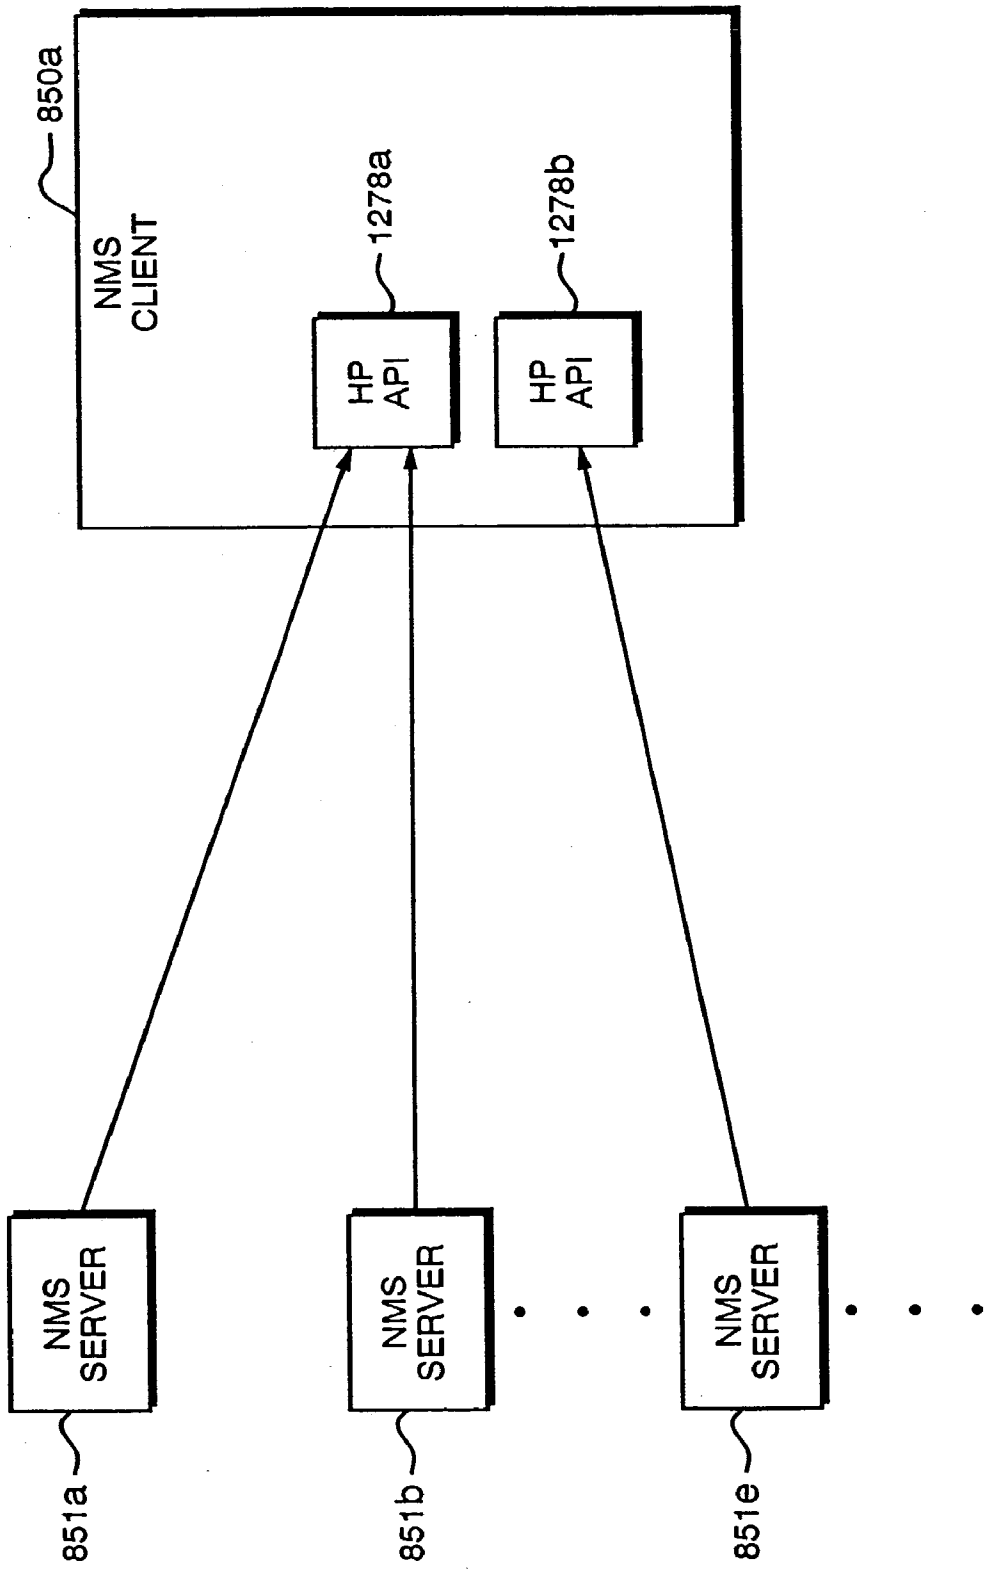 851a
NMS
SERVER
851b
NMS
SERVER
851e
NMS
SERVER
850a
NMS
CLIENT
HP
API
1278a
HP
API
1278b